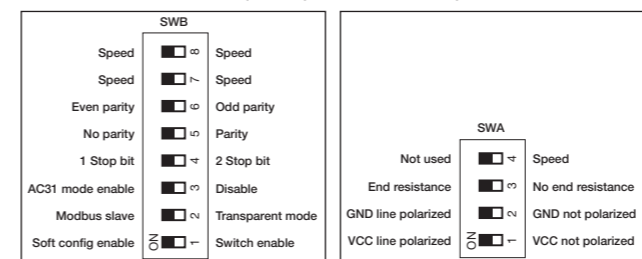 SWB
Speed 8 Speed
Speed 7 Speed
Even parity 6 Odd parity
No parity 5 Parity
1 Stop bit 4 2 Stop bit
AC31 mode enable 3 Disable
Modbus slave 2 Transparent mode
Soft config enable ON 1 Switch enable
SWA
Not used 4 Speed
End resistance 3 No end resistance
GND line polarized 2 GND not polarized
VCC line polarized ON 1 VCC not polarized